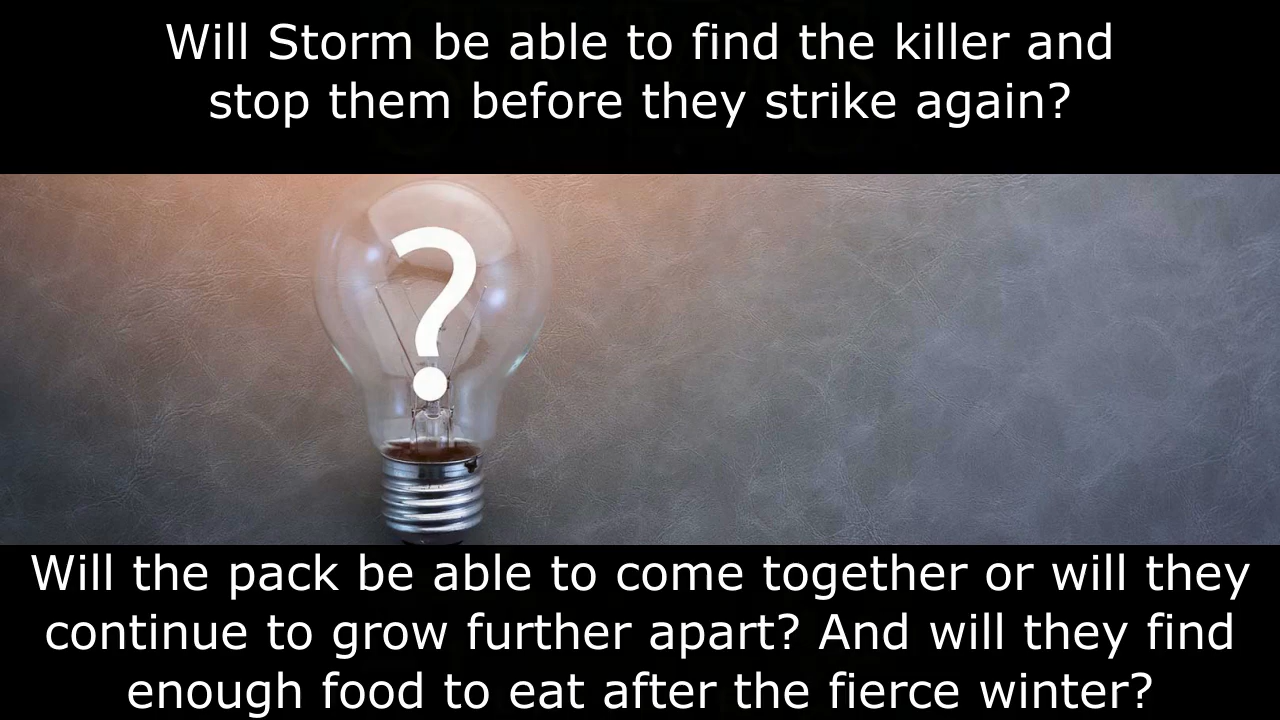 Will Storm be able to find the killer and
stop them before they strike again?
?
Will the pack be able to come together or will they
continue to grow further apart? And will they find
enough food to eat after the fierce winter?